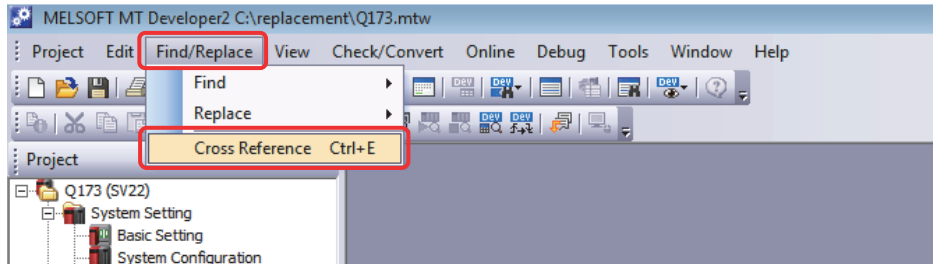 MELSOFT MT Developer2 C:\replacement\Q173.mtw
Project Edit Find/Replace View Check/Convert Online Debug Tools Window Help
Find
Replace
Cross Reference Ctrl+E
Project
Q173 (SV22)
System Setting
Basic Setting
System Configuration